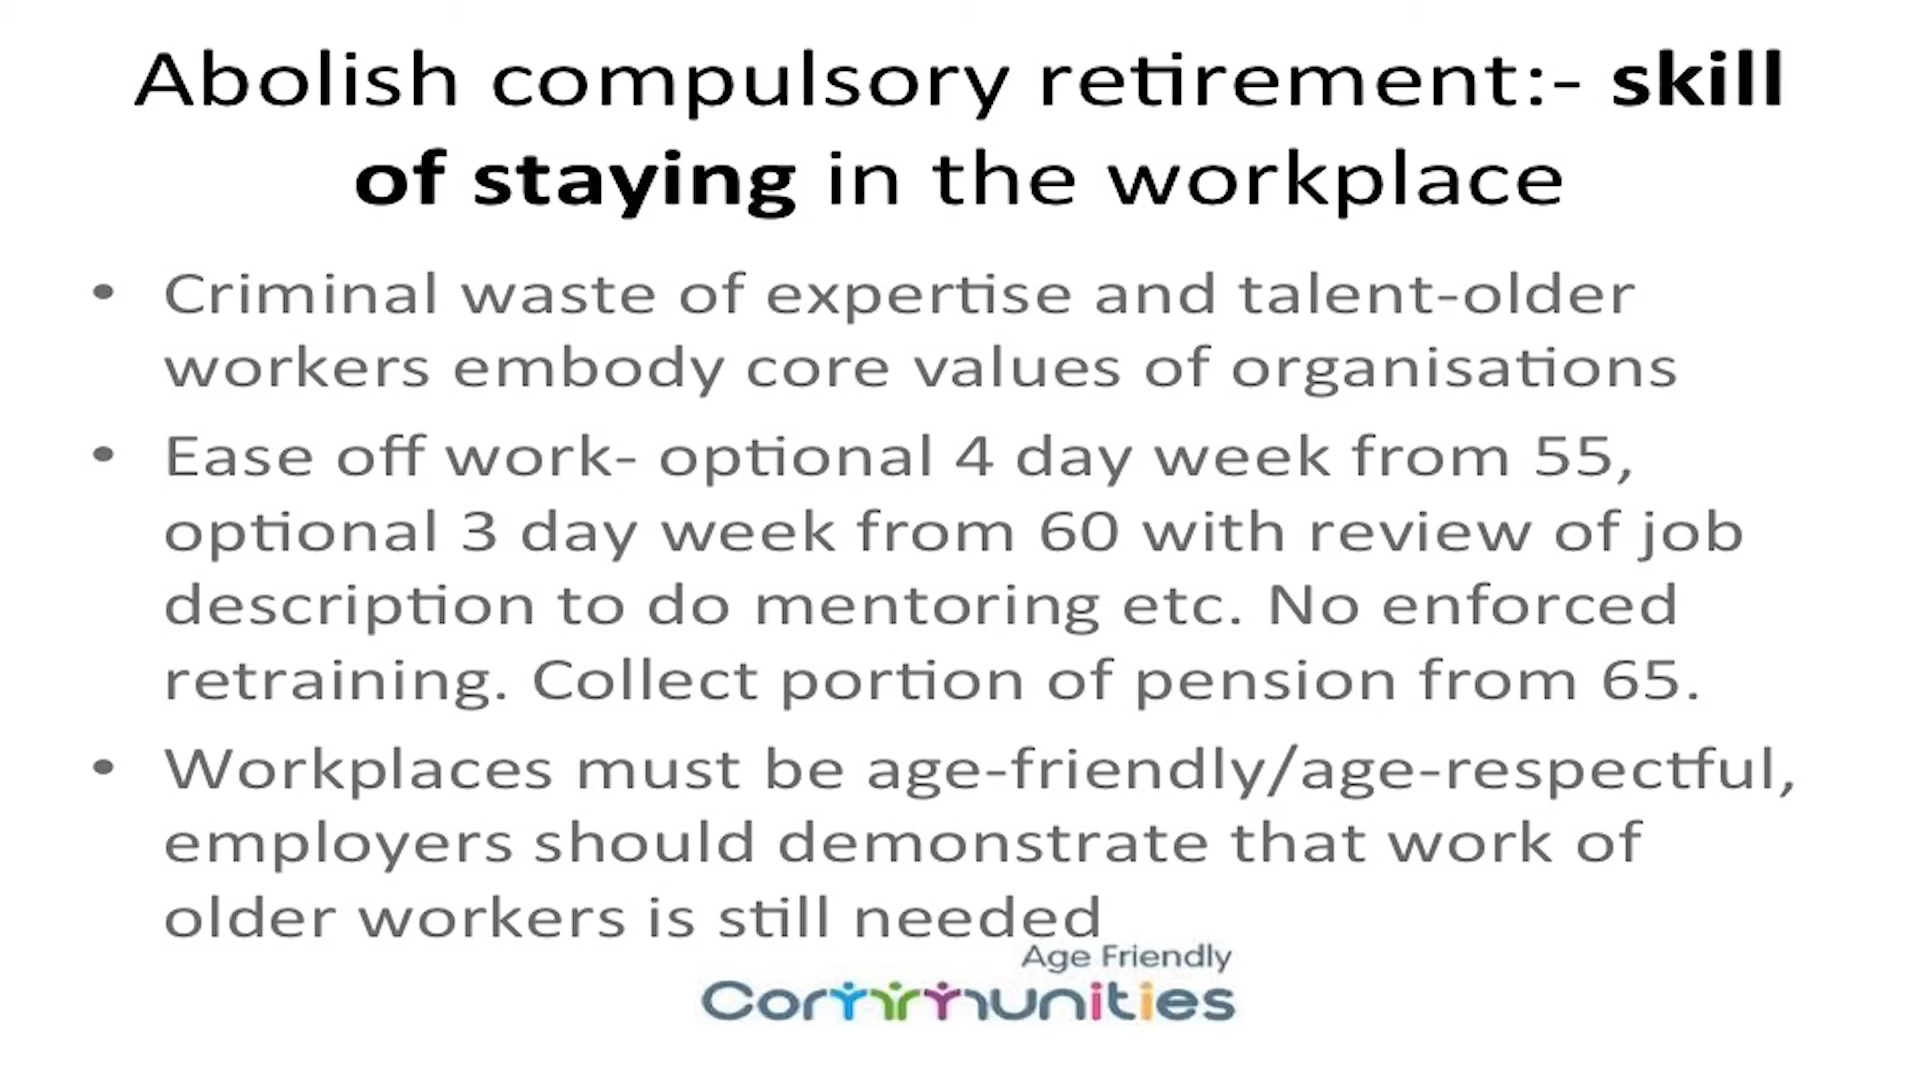 Abolish compulsory retirement:- skill
of staying in the workplace
• Criminal waste of expertise and talent-older
workers embody core values of organisations
• Ease off work- optional 4 day week from 55,
optional 3 day week from 60 with review of job
description to do mentoring etc. No enforced
retraining. Collect portion of pension from 65.
• Workplaces must be age-friendly/age-respectful,
employers should demonstrate that work of
older workers is still needed
Age Friendly
Communities